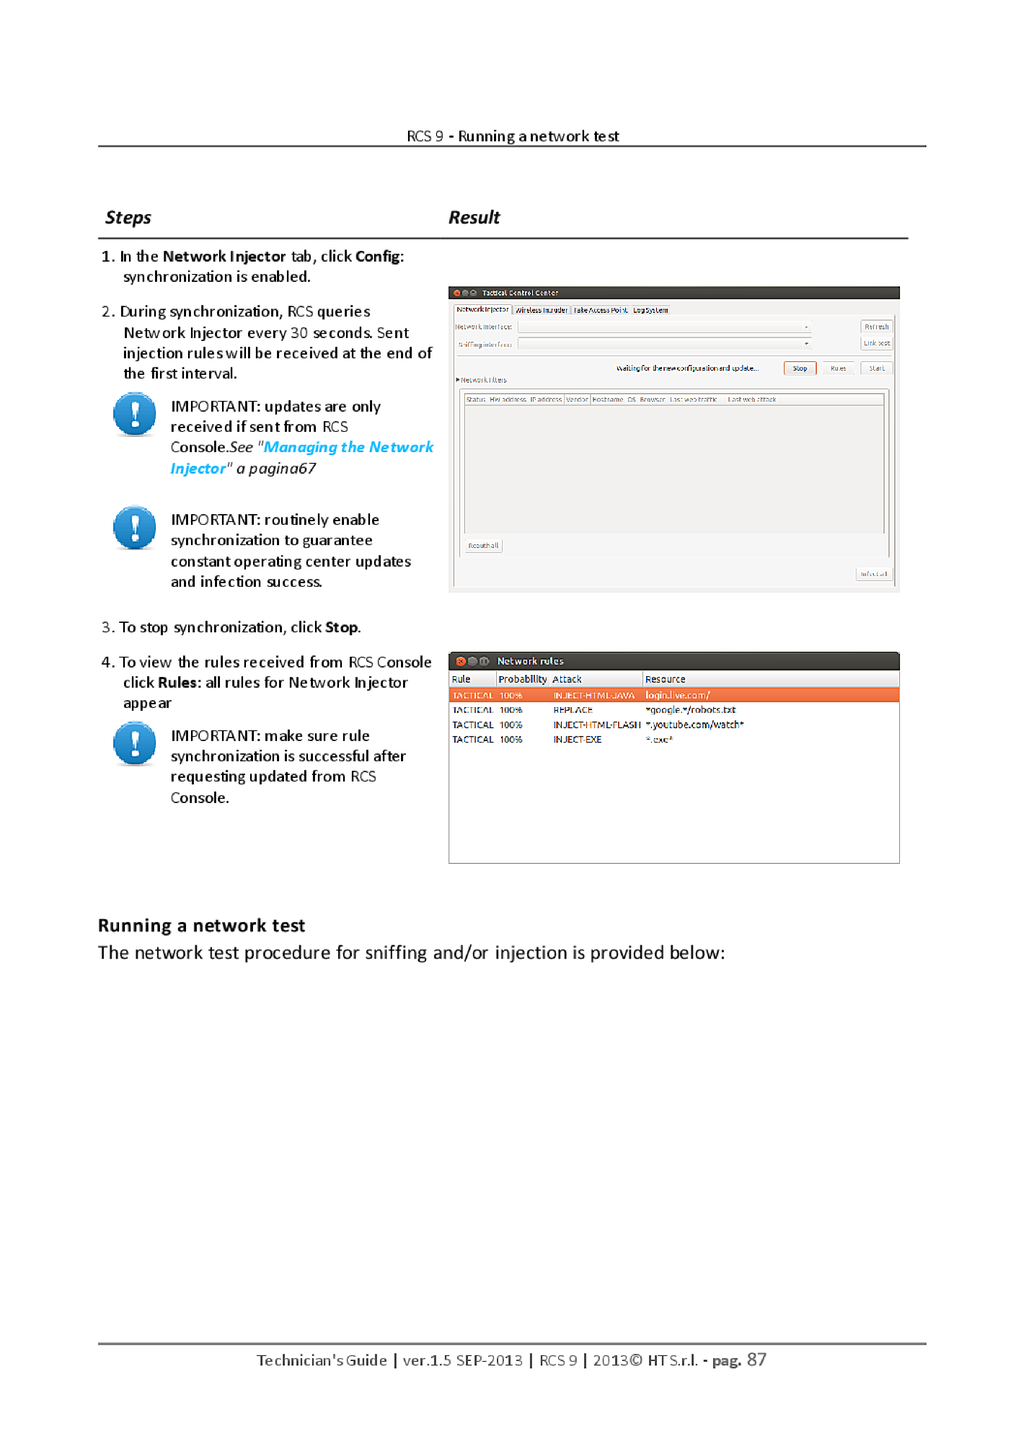 RCS 9 - Running a network test
Steps
Result
1. In the Network Injector tab, click Config:
synchronization is enabled.
2. During synchronization, RCS queries
Network Injector every 30 seconds. Sent
injection rules will be received at the end of
the first interval.
IMPORTANT: updates are only
received if sent from RCS
Console.See "Managing the Network
Injector" a pagina67
IMPORTANT: routinely enable
synchronization to guarantee
constant operating center updates
and infection success.
3. To stop synchronization, click Stop.
4. To view the rules received from RCS Console
click Rules: all rules for Network Injector
appear
IMPORTANT: make sure rule
synchronization is successful after
requesting updated from RCS
Console.
Tactical Control Center
Network Injector Wireless Intruder Fake Access Point Log System
Network interface: Refresh
Sniffing interface: Link test
Waiting for the new configuration and update... Stop Rules Start
Network filters
Status HW address IP address Vendor Hostname OS Browser Last web traffic Last web attack
Reauth all
Infect all
Network rules
Rule Probability Attack Resource
TACTICAL 100% INJECT-HTML-JAVA login.live.com/
TACTICAL 100% REPLACE *google.*/robots.txt
TACTICAL 100% INJECT-HTML-FLASH *.youtube.com/watch*
TACTICAL 100% INJECT-EXE *.exe*
Running a network test
The network test procedure for sniffing and/or injection is provided below:
Technician's Guide | ver.1.5 SEP-2013 | RCS 9 | 2013© HT S.r.l. - pag. 87